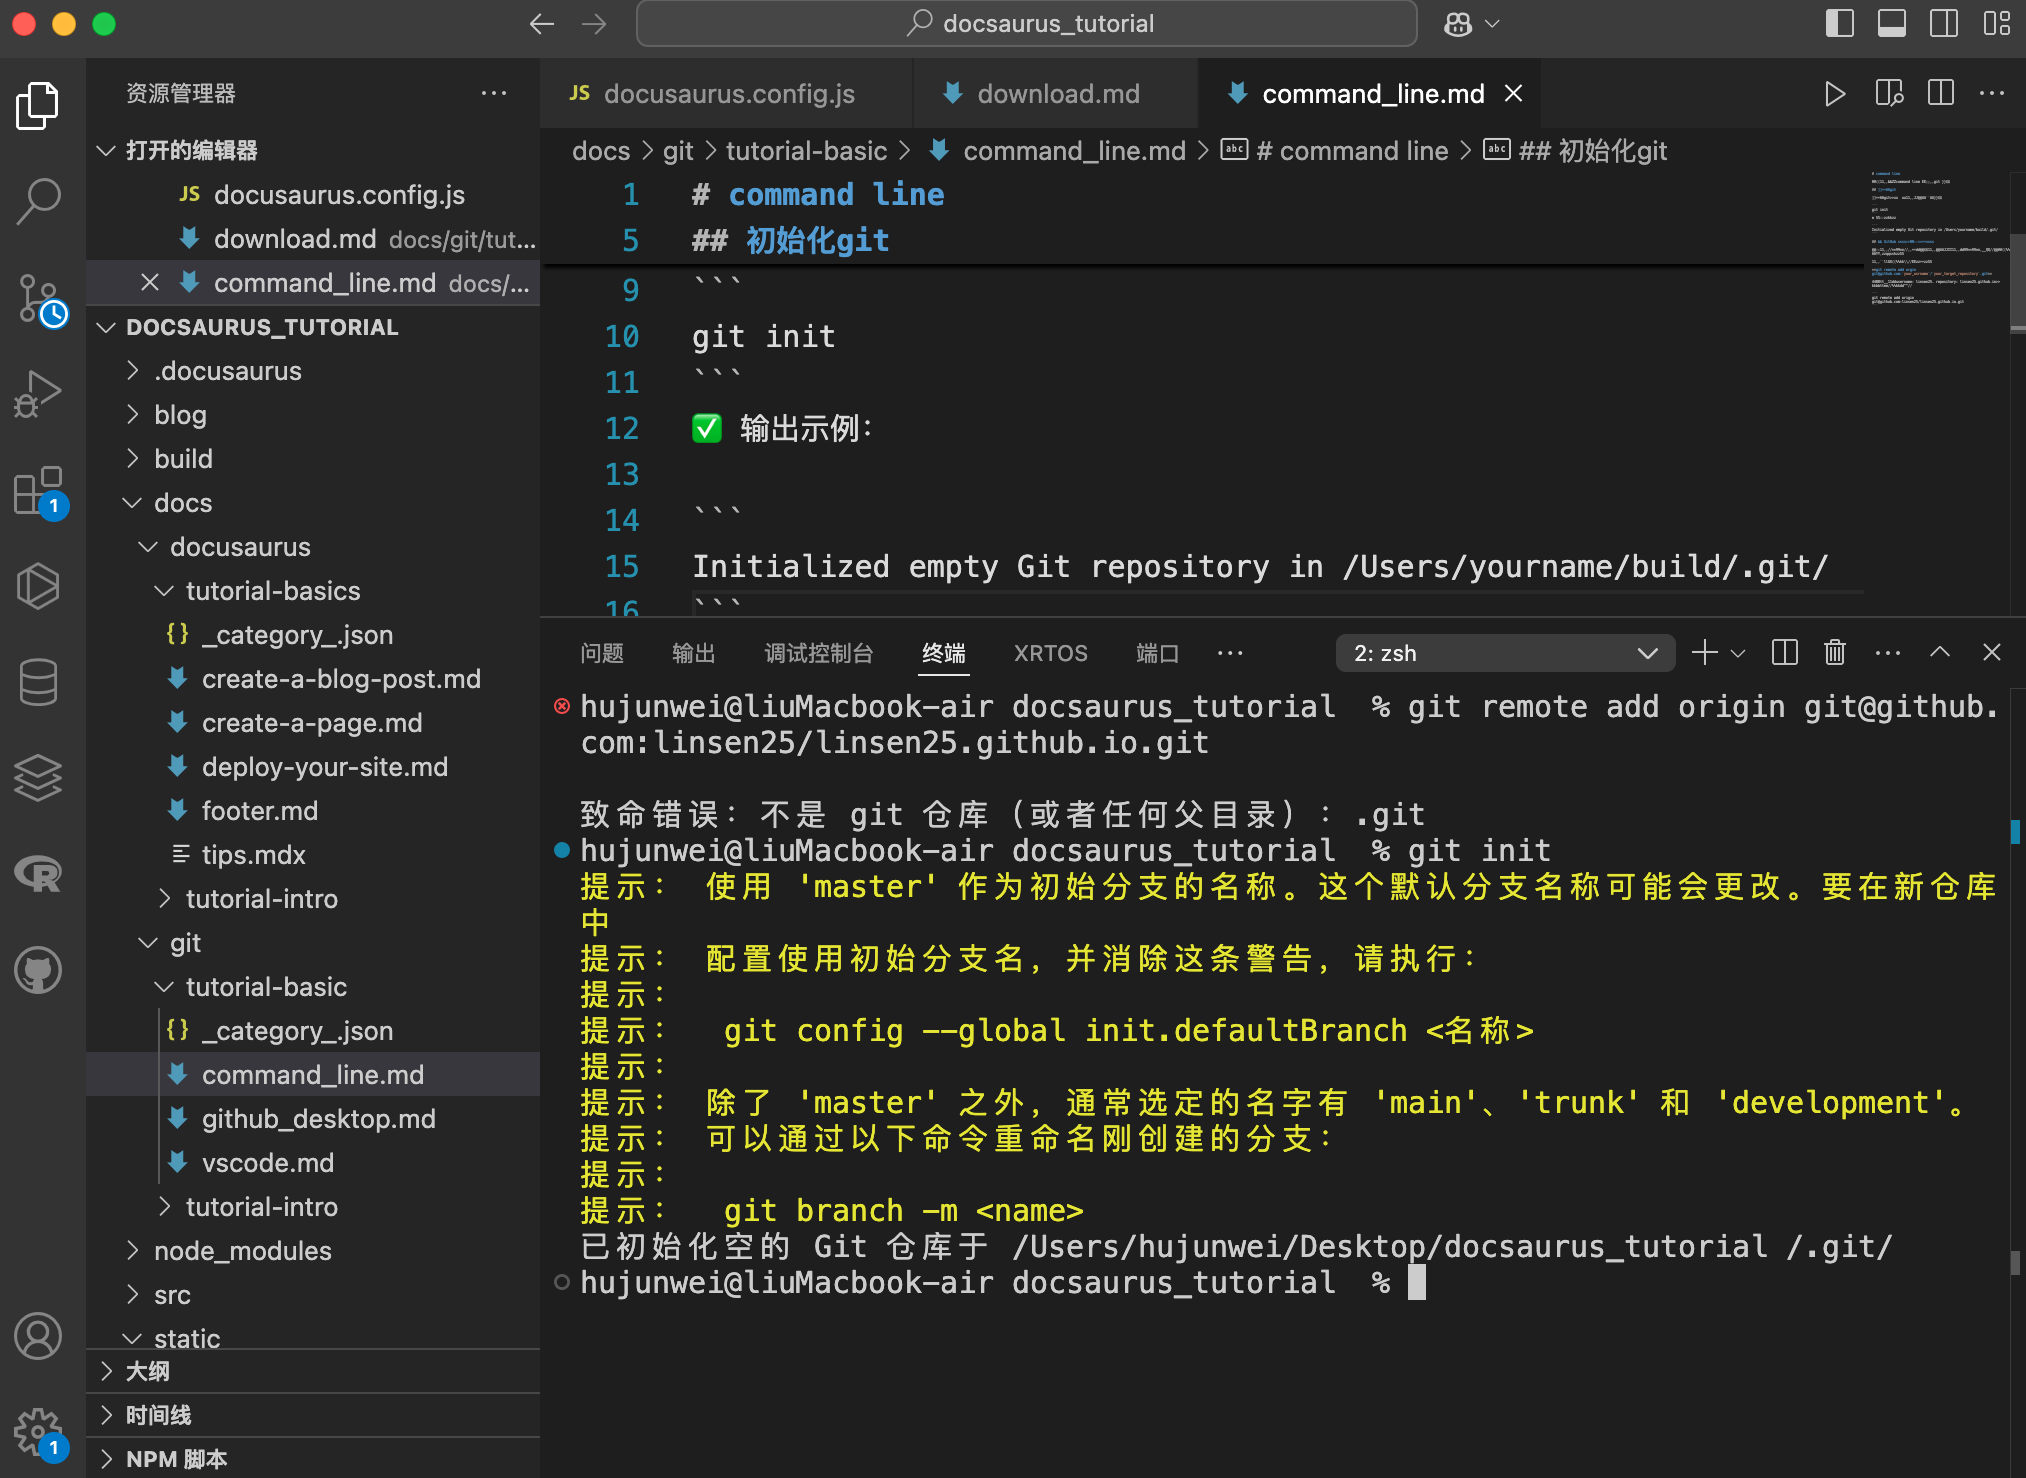 docsaurus_tutorial
资源管理器
打开的编辑器
JS docusaurus.config.js
download.md docs/git/tut...
command_line.md docs/...
DOCSAURUS_TUTORIAL
.docusaurus
blog
build
docs
docusaurus
tutorial-basics
{} _category_.json
create-a-blog-post.md
create-a-page.md
deploy-your-site.md
footer.md
tips.mdx
tutorial-intro
git
tutorial-basic
{} _category_.json
command_line.md
github_desktop.md
vscode.md
tutorial-intro
node_modules
src
static
大纲
时间线
NPM 脚本
1
1
JS docusaurus.config.js
download.md
command_line.md
docs > git > tutorial-basic > command_line.md > abc # command line > abc ## 初始化git
1 # command line
5 ## 初始化git
9 ```
10 git init
11 ```
12 ✅ 输出示例：
13
14 ```
15 Initialized empty Git repository in /Users/yourname/build/.git/
16 ```
问题 输出 调试控制台 终端 XRTOS 端口 ...
2: zsh
hujunwei@liuMacbook-air docsaurus_tutorial  % git remote add origin git@github.
com:linsen25/linsen25.github.io.git
致命错误：不是 git 仓库（或者任何父目录）：.git
hujunwei@liuMacbook-air docsaurus_tutorial  % git init
提示： 使用 'master' 作为初始分支的名称。这个默认分支名称可能会更改。要在新仓库
中
提示： 配置使用初始分支名，并消除这条警告，请执行：
提示：
提示：  git config --global init.defaultBranch <名称>
提示：
提示： 除了 'master' 之外，通常选定的名字有 'main'、'trunk' 和 'development'。
提示： 可以通过以下命令重命名刚创建的分支：
提示：
提示：  git branch -m <name>
已初始化空的 Git 仓库于 /Users/hujunwei/Desktop/docsaurus_tutorial /.git/
hujunwei@liuMacbook-air docsaurus_tutorial  %